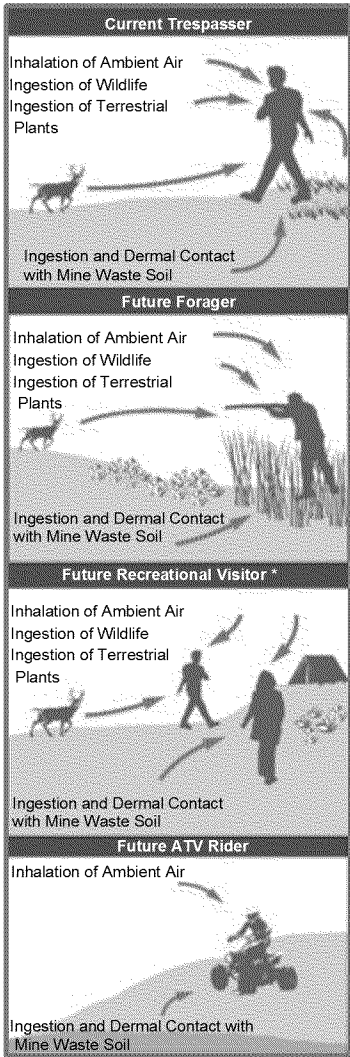 Current Trespasser
Inhalation of Ambient Air
Ingestion of Wildlife
Ingestion of Terrestrial
Plants
Ingestion and Dermal Contact
with Mine Waste Soil
Future Forager
Inhalation of Ambient Air
Ingestion of Wildlife
Ingestion of Terrestrial
Plants
Ingestion and Dermal Contact
with Mine Waste Soil
Future Recreational Visitor *
Inhalation of Ambient Air
Ingestion of Wildlife
Ingestion of Terrestrial
Plants
Ingestion and Dermal Contact
with Mine Waste Soil
Future ATV Rider
Inhalation of Ambient Air
Ingestion and Dermal Contact with
Mine Waste Soil